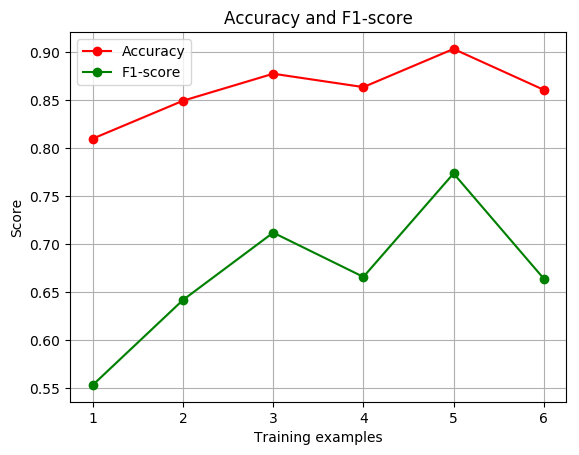 Accuracy and F1-score
Accuracy
F1-score
0.90
0.85
0.80
0.75
0.70
0.65
0.60
0.55
Score
1 2 3 4 5 6
Training examples